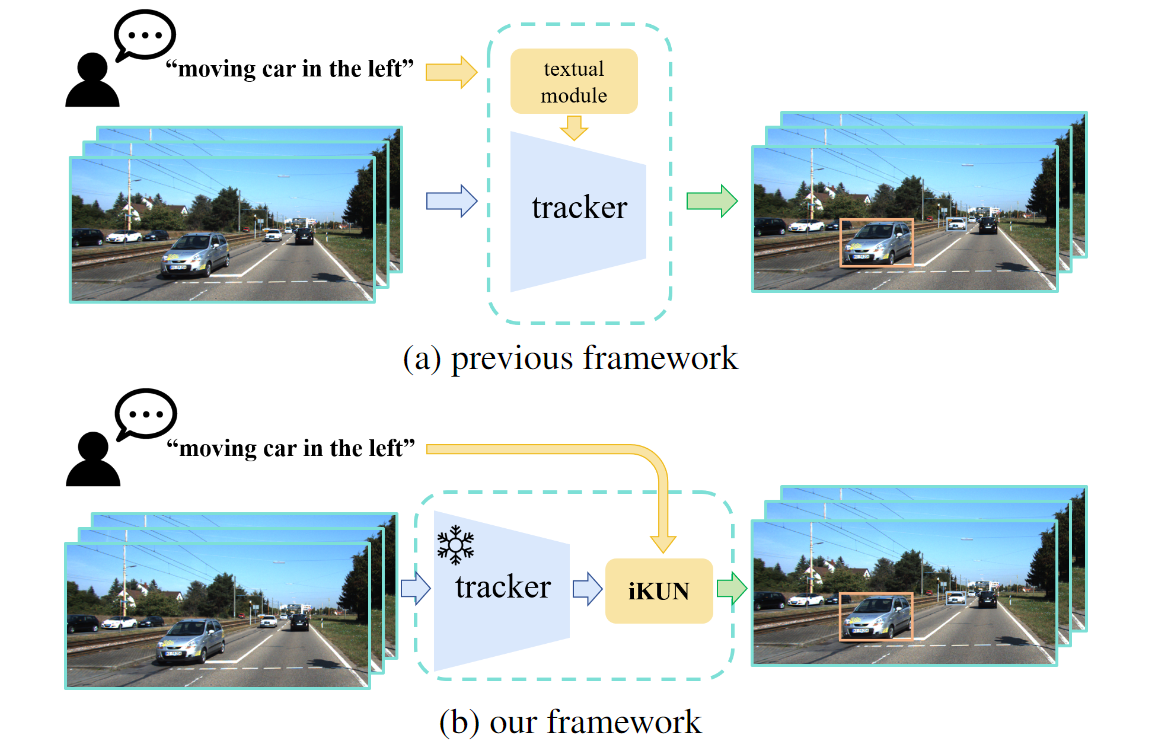 “moving car in the left”
textual
module
tracker
(a) previous framework
“moving car in the left”
tracker
iKUN
(b) our framework